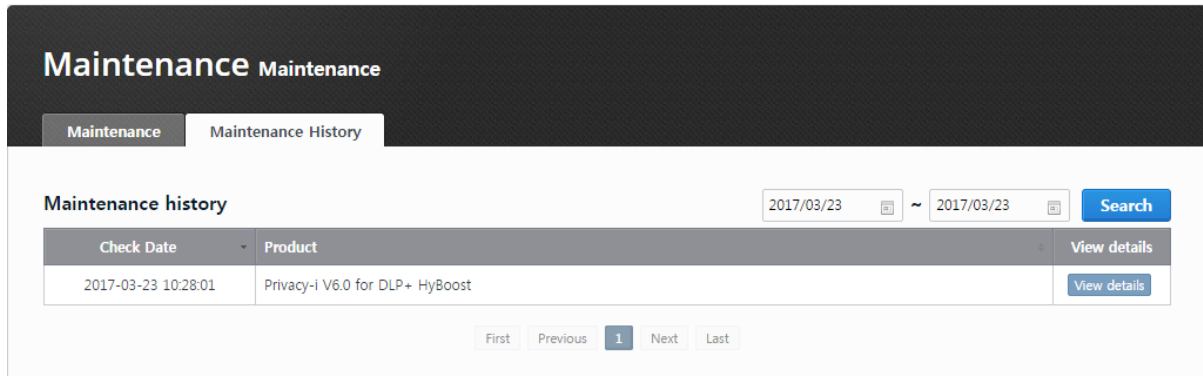 Maintenance Maintenance
Maintenance Maintenance History
Maintenance history 2017/03/23 ~ 2017/03/23 Search
Check Date Product View details
2017-03-23 10:28:01 Privacy-i V6.0 for DLP+ HyBoost View details
First Previous 1 Next Last